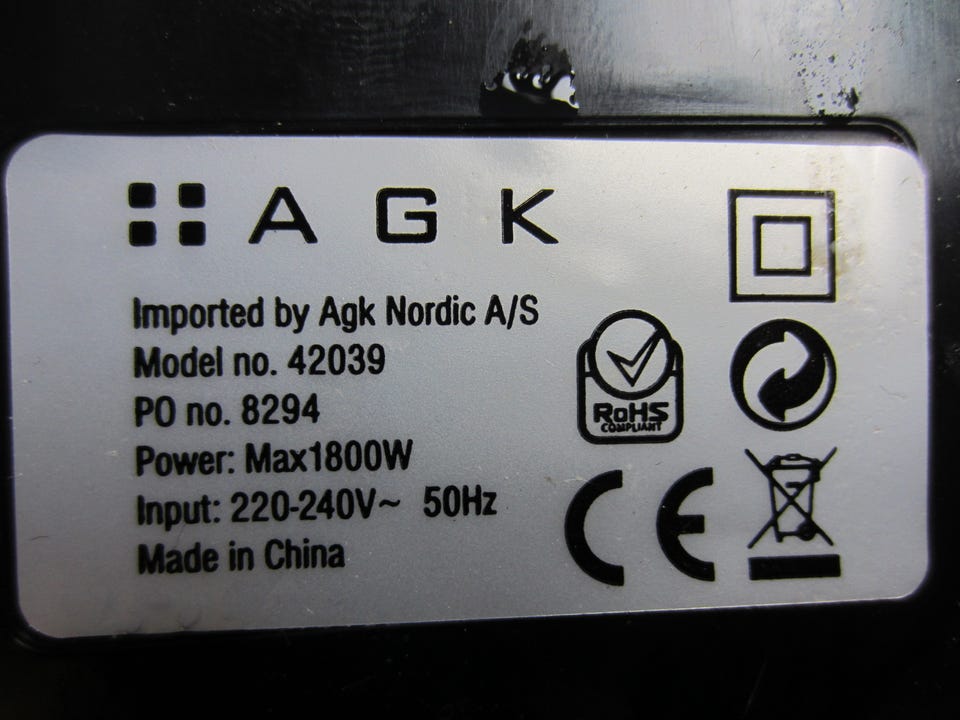 AGK
Imported by Agk Nordic A/S
Model no. 42039
PO no. 8294
Power: Max1800W
Input: 220-240V~ 50Hz
Made in China
RoHS
COMPLIANT
CE